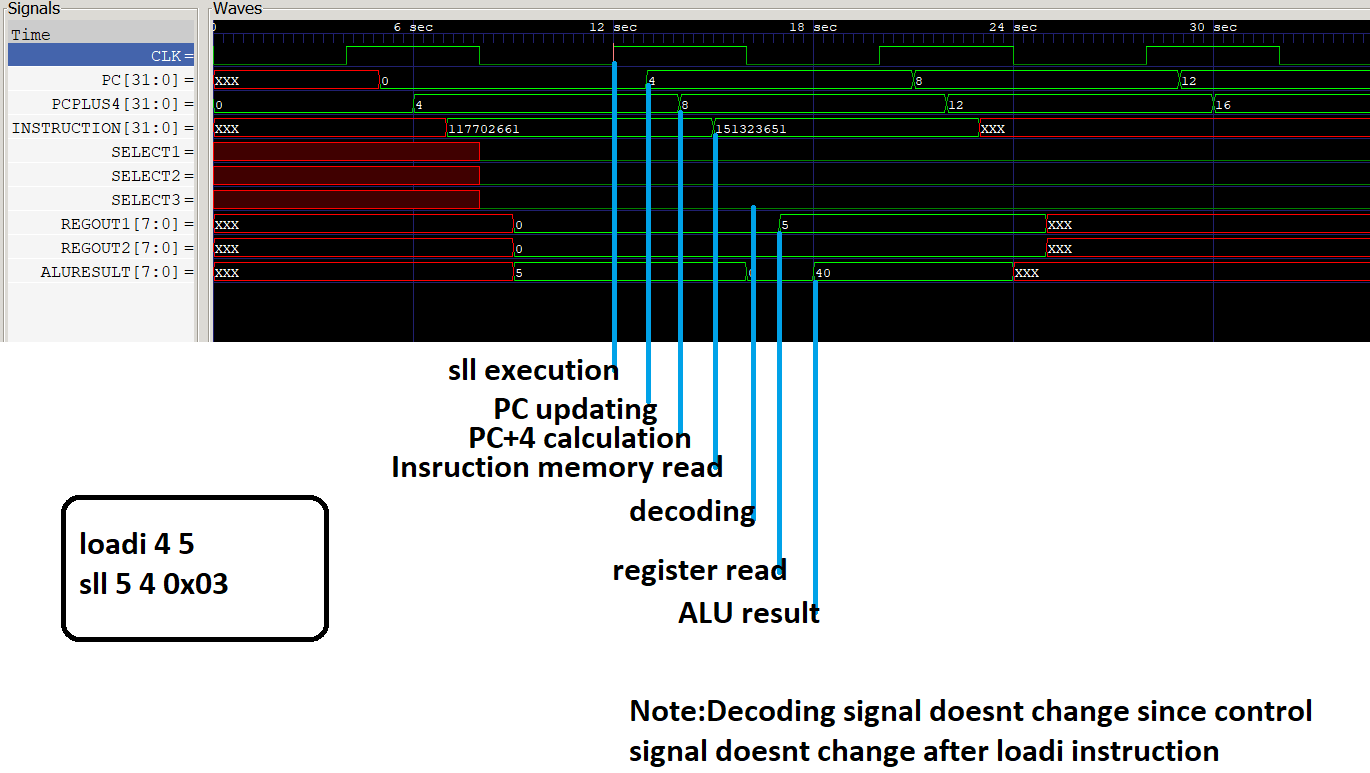 Signals
Waves
Time
0 6 sec 12 sec 18 sec 24 sec 30 sec
CLK=
PC[31:0] = xxx 0 4 8 12
PCPLUS4[31:0] = 0 4 8 12 16
INSTRUCTION[31:0] = xxx 117702661 151323651 xxx
SELECT1 =
SELECT2 =
SELECT3 =
REGOUT1[7:0] = xxx 0 5 xxx
REGOUT2[7:0] = xxx 0 xxx
ALURESULT[7:0] = xxx 5 40 xxx
sll execution
PC updating
PC+4 calculation
Insruction memory read
decoding
register read
ALU result
loadi 4 5
sll 5 4 0x03
Note:Decoding signal doesnt change since control
signal doesnt change after loadi instruction